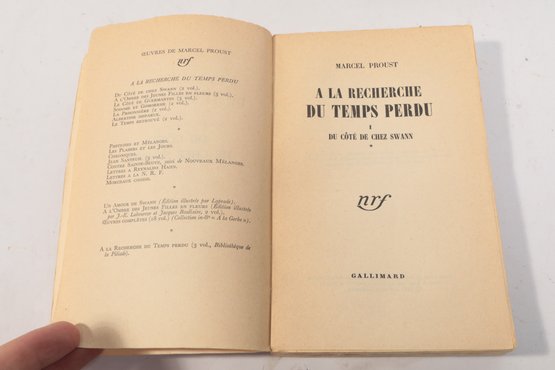 ŒUVRES DE MARCEL PROUST
nrf
A LA RECHERCHE DU TEMPS PERDU
DU CÔTÉ DE CHEZ SWANN (2 vol.).
A L'OMBRE DES JEUNES FILLES EN FLEURS (3 vol.).
LE CÔTÉ DE GUERMANTES (3 vol.).
SODOME ET GOMORRHE (2 vol.).
LA PRISONNIÈRE (2 vol.).
ALBERTINE DISPARUE.
LE TEMPS RETROUVÉ (2 vol.).
*
PASTICHES ET MÉLANGES.
LES PLAISIRS ET LES JOURS.
CHRONIQUES.
JEAN SANTEUIL (3 vol.).
CONTRE SAINTE-BEUVE, suivi de NOUVEAUX MÉLANGES.
LETTRES A REYNALDO HAHN.
LETTRES A LA N. R. F.
MORCEAUX CHOISIS.
*
UN AMOUR DE SWANN (Édition illustrée par Laprade).
A L'OMBRE DES JEUNES FILLES EN FLEURS (Édition illustrée
par J.-E. Laboureur et Jacques Boullaire, 2 vol.).
ŒUVRES COMPLÈTES (18 vol.) (Collection in-8° « A la Gerbe »).
*
A LA RECHERCHE DU TEMPS PERDU (3 vol., Bibliothèque de
la Pléiade).
MARCEL PROUST
A LA RECHERCHE
DU TEMPS PERDU
I
DU CÔTÉ DE CHEZ SWANN
*
nrf
GALLIMARD